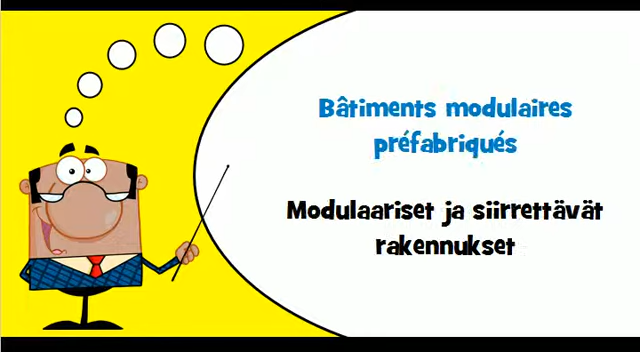 Bâtiments modulaires
préfabriqués
Modulaariset ja siirrettävät
rakennukset